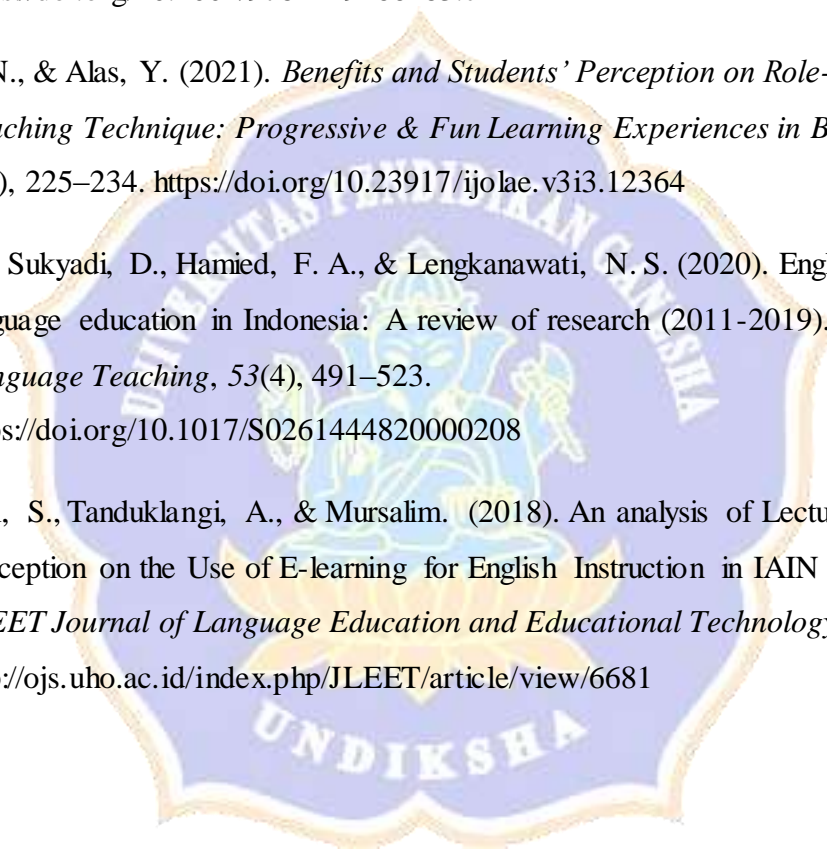 N., & Alas, Y. (2021). Benefits and Students’ Perception on Role-
aching Technique: Progressive & Fun Learning Experiences in B
), 225–234. https://doi.org/10.23917/ijolae.v3i3.12364
Sukyadi, D., Hamied, F. A., & Lengkanawati, N. S. (2020). Engl
guage education in Indonesia: A review of research (2011-2019).
nguage Teaching, 53(4), 491–523.
ps://doi.org/10.1017/S0261444820000208
, S., Tanduklangi, A., & Mursalim. (2018). An analysis of Lectu
ception on the Use of E-learning for English Instruction in IAIN
EET Journal of Language Education and Educational Technology
://ojs.uho.ac.id/index.php/JLEET/article/view/6681
UNIVERSITAS PENDIDIKAN GANESHA
UNDIKSHA